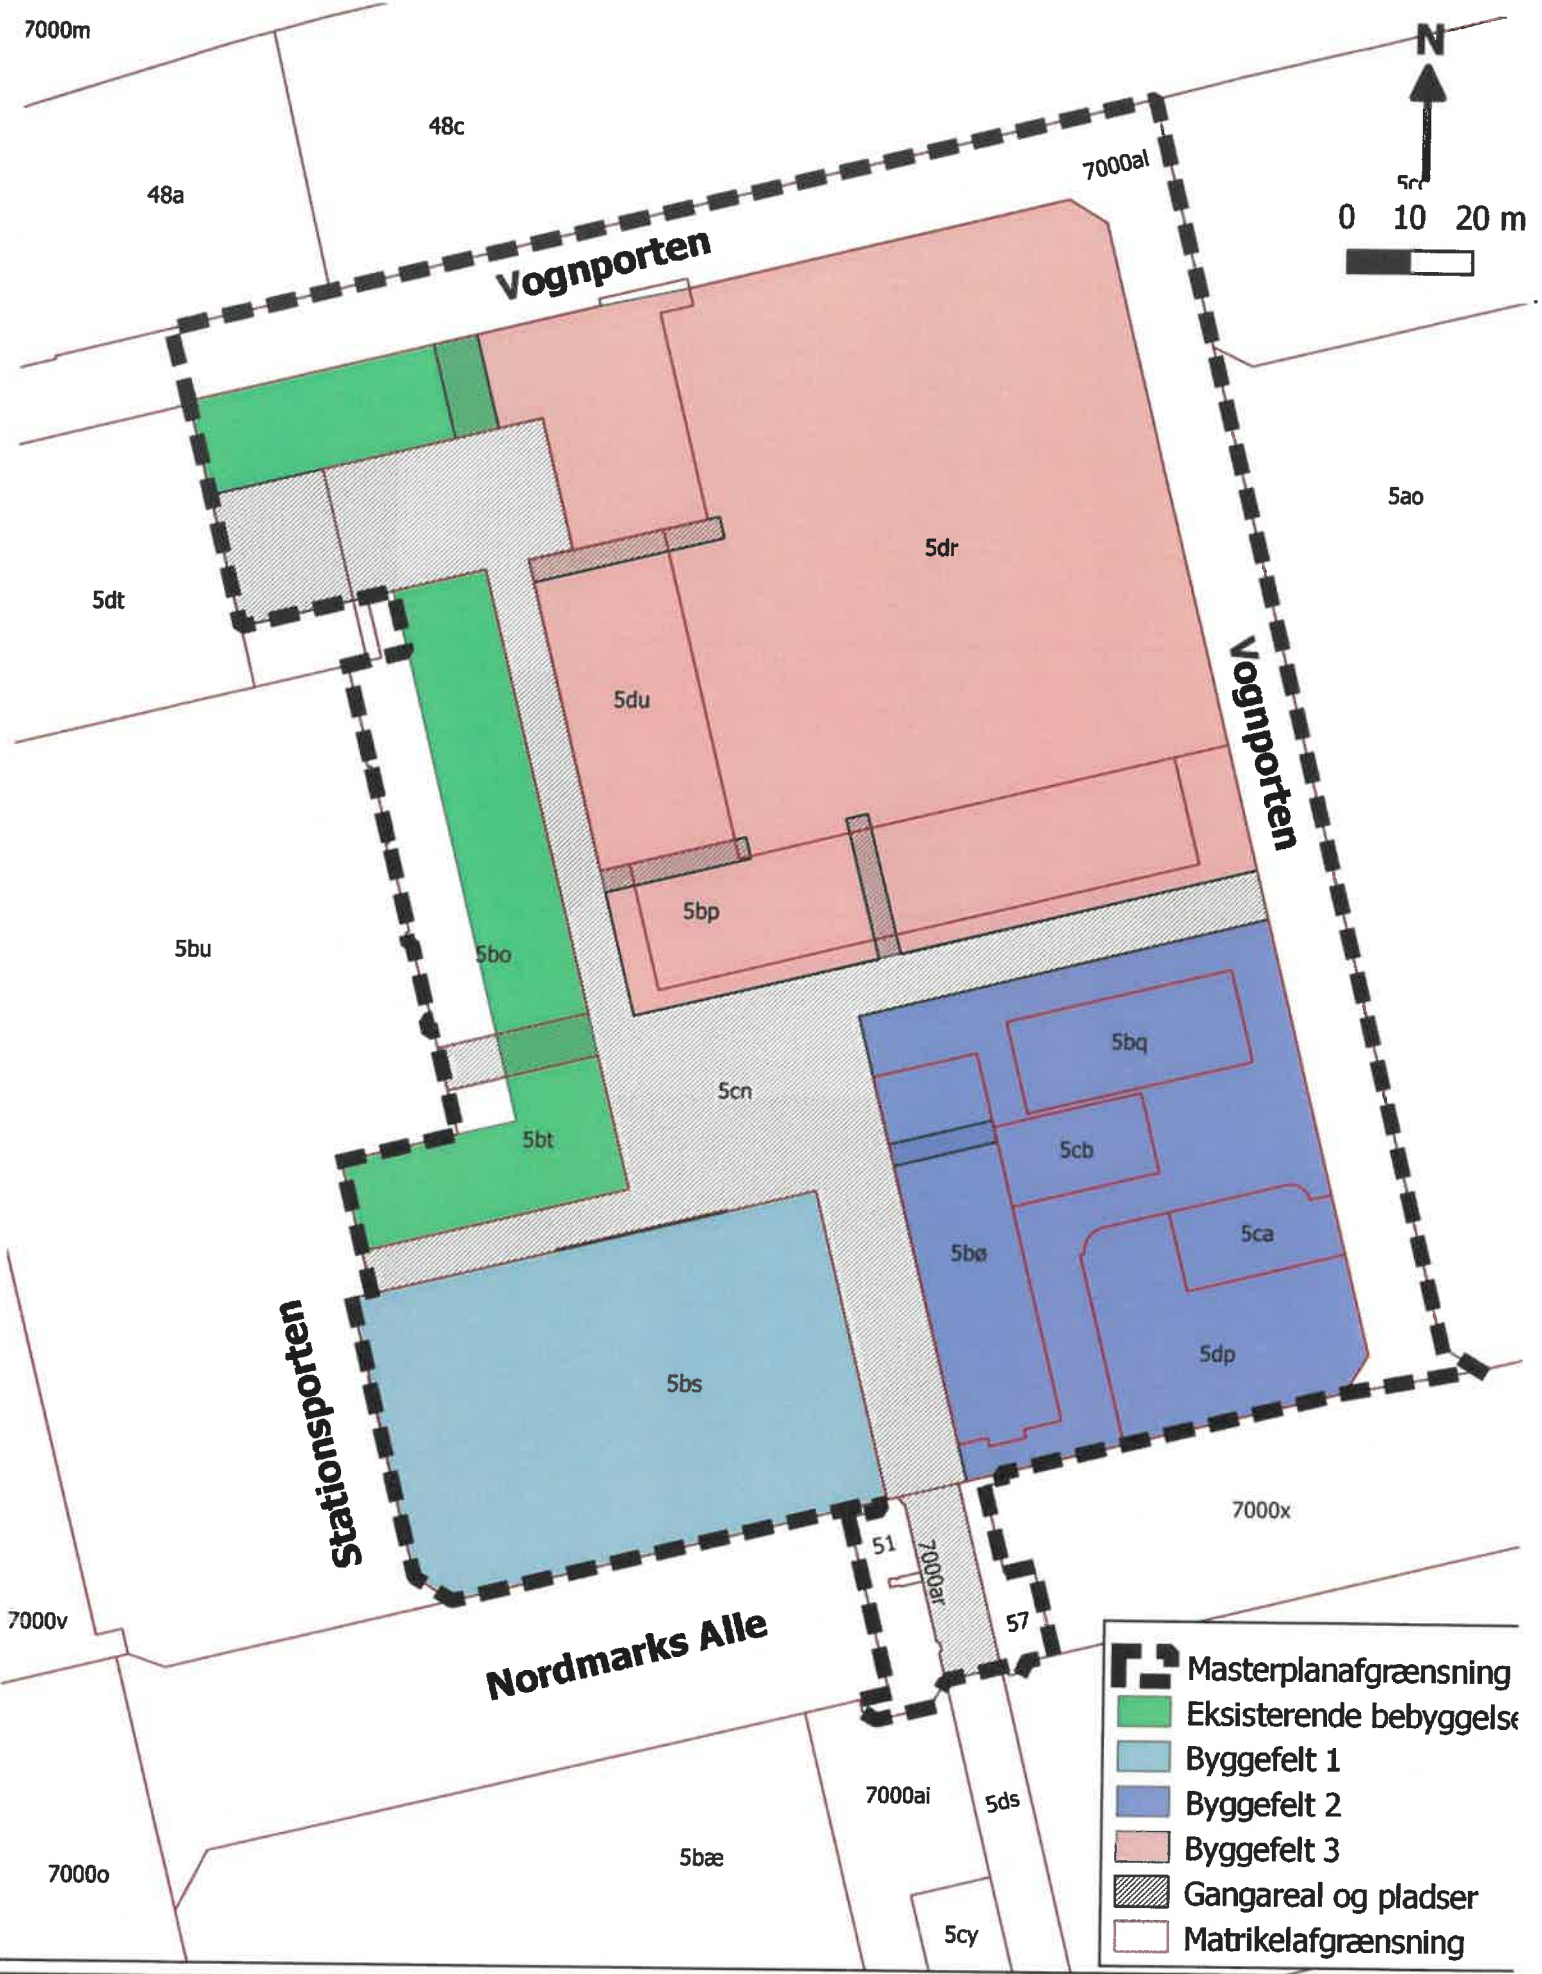 7000m
48c
48a
7000al
N
0 10 20 m
Vognporten
5ao
5dr
5dt
5du
Vognporten
5bp
5bu
5bo
5bq
5cn
5bt
5cb
5ca
5bø
5dp
5bs
Stationsporten
7000x
51
7000ar
57
7000v
Nordmarks Alle
7000ai
5ds
5bæ
7000o
5cy
Masterplanafgrænsning
Eksisterende bebyggelse
Byggefelt 1
Byggefelt 2
Byggefelt 3
Gangareal og pladser
Matrikelafgrænsning